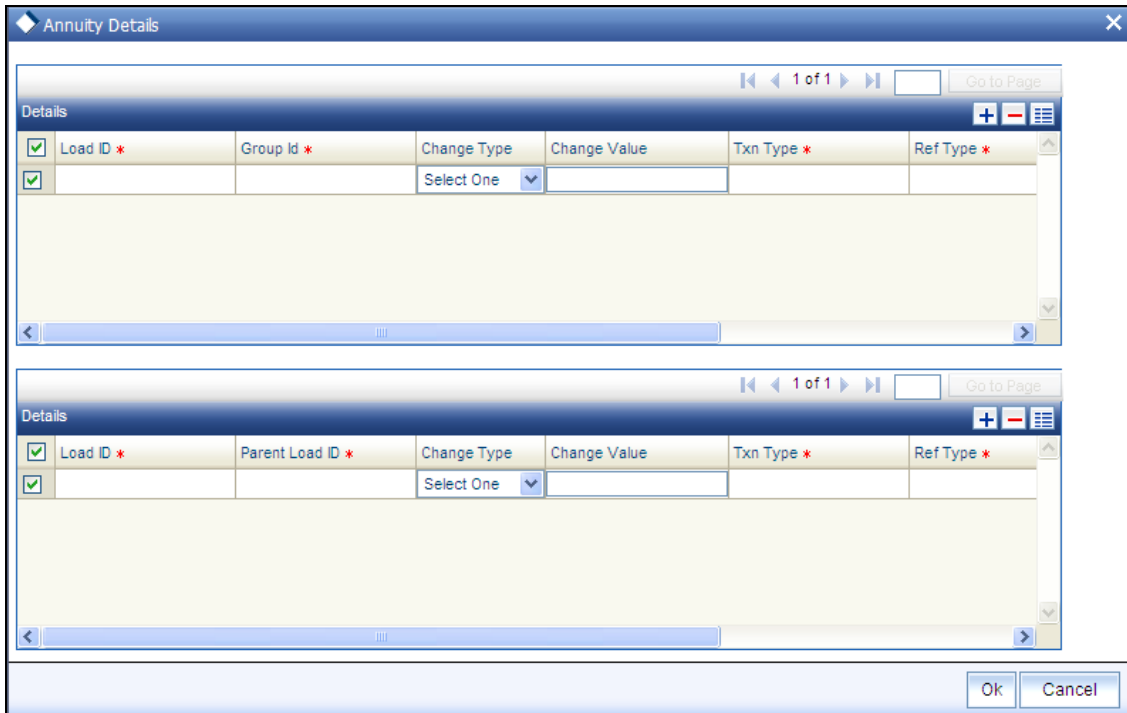 Annuity Details
1 of 1 Go to Page
Details
Load ID * Group Id * Change Type Change Value Txn Type * Ref Type *
Select One
1 of 1 Go to Page
Details
Load ID * Parent Load ID * Change Type Change Value Txn Type * Ref Type *
Select One
Ok Cancel